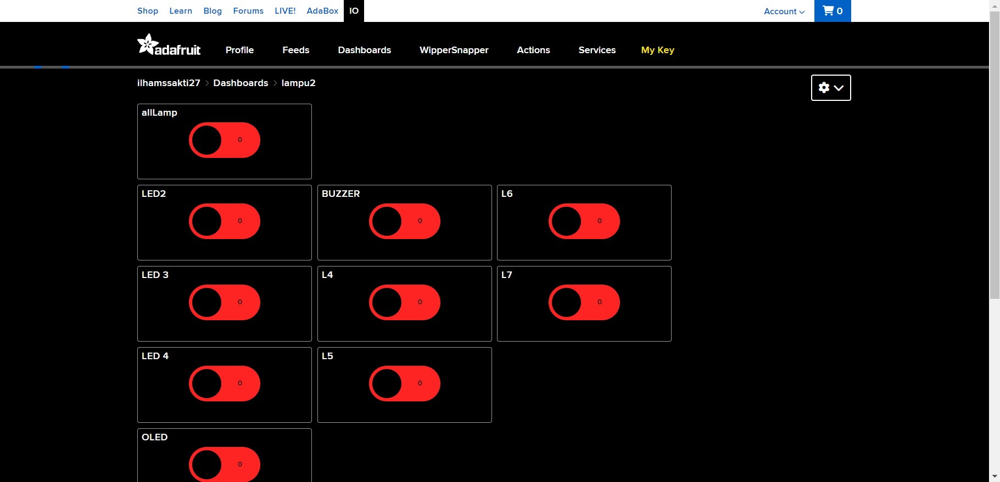 Shop Learn Blog Forums LIVE! AdaBox IO Account 0
adafruit Profile Feeds Dashboards WipperSnapper Actions Services My Key
ilhamssakti27 > Dashboards > lampu2
allLamp
0
LED2 BUZZER L6
0 0 0
LED 3 L4 L7
0 0 0
LED 4 L5
0 0
OLED
0